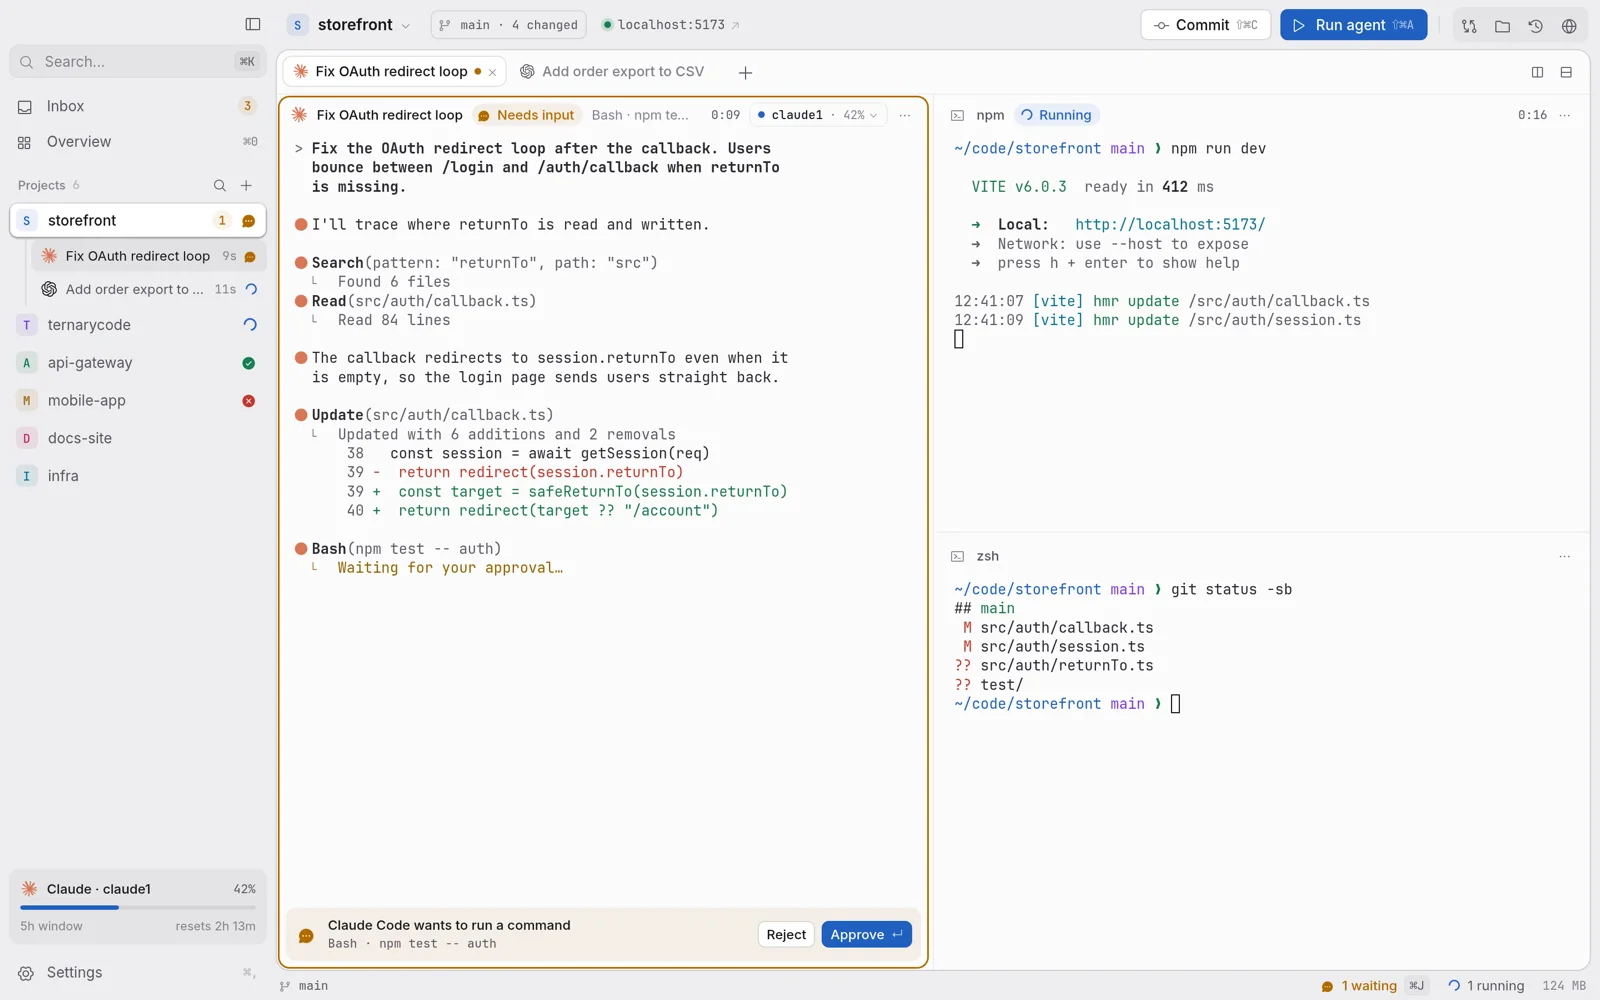 S storefront
main · 4 changed
localhost:5173
Commit ⇧⌘C
Run agent ⇧⌘A
Search... ⌘K
Inbox 3
Overview ⌘0
Projects 6
S storefront 1
Fix OAuth redirect loop 9s
Add order export to ... 11s
T ternarycode
A api-gateway
M mobile-app
D docs-site
I infra
Claude · claude1 42%
5h window resets 2h 13m
Settings ⌘,
Fix OAuth redirect loop
Add order export to CSV
Fix OAuth redirect loop Needs input Bash · npm te... 0:09 claude1 · 42% ...
> Fix the OAuth redirect loop after the callback. Users
bounce between /login and /auth/callback when returnTo
is missing.
I'll trace where returnTo is read and written.
Search(pattern: "returnTo", path: "src")
└ Found 6 files
Read(src/auth/callback.ts)
└ Read 84 lines
The callback redirects to session.returnTo even when it
is empty, so the login page sends users straight back.
Update(src/auth/callback.ts)
└ Updated with 6 additions and 2 removals
38 const session = await getSession(req)
39 - return redirect(session.returnTo)
39 + const target = safeReturnTo(session.returnTo)
40 + return redirect(target ?? "/account")
Bash(npm test -- auth)
└ Waiting for your approval…
Claude Code wants to run a command
Bash · npm test -- auth
Reject
Approve ↵
npm Running 0:16 ...
~/code/storefront main ❯ npm run dev
VITE v6.0.3 ready in 412 ms
➜ Local: http://localhost:5173/
➜ Network: use --host to expose
➜ press h + enter to show help
12:41:07 [vite] hmr update /src/auth/callback.ts
12:41:09 [vite] hmr update /src/auth/session.ts
zsh ...
~/code/storefront main ❯ git status -sb
## main
M src/auth/callback.ts
M src/auth/session.ts
?? src/auth/returnTo.ts
?? test/
~/code/storefront main ❯
main
1 waiting ⌘J
1 running
124 MB